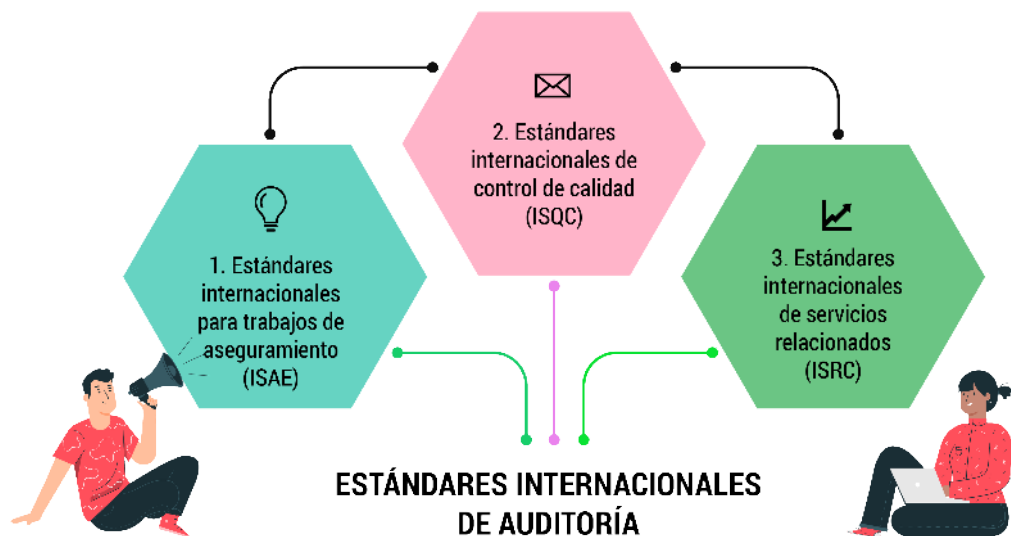 1. Estándares
internacionales
para trabajos de
aseguramiento
(ISAE)
2. Estándares
internacionales de
control de calidad
(ISQC)
3. Estándares
internacionales
de servicios
relacionados
(ISRC)
ESTÁNDARES INTERNACIONALES
DE AUDITORÍA